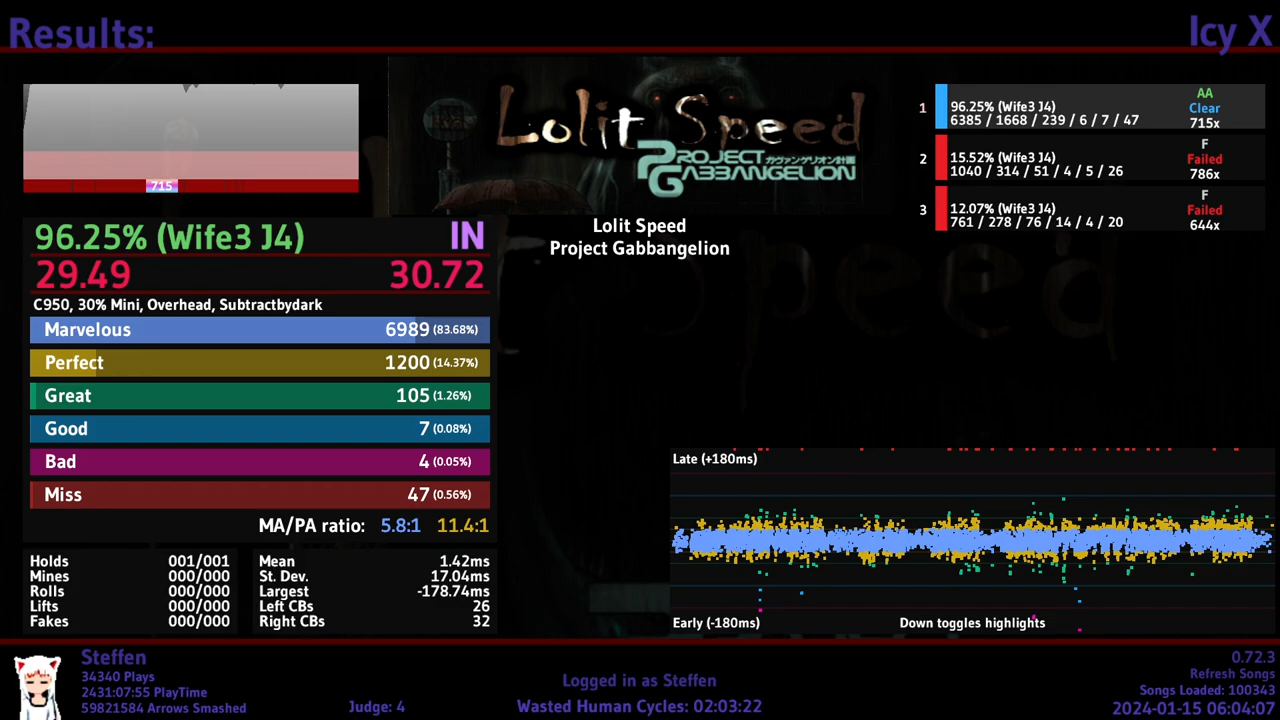 Results:
Icy X
Lolit Speed
PROJECT ガヴァンゲリオン計画
GABBANGELION
715
1
96.25% (Wife3 J4)
6385 / 1668 / 239 / 6 / 7 / 47
AA
Clear
715x
2
15.52% (Wife3 J4)
1040 / 314 / 51 / 4 / 5 / 26
F
Failed
786x
3
12.07% (Wife3 J4)
761 / 278 / 76 / 14 / 4 / 20
F
Failed
644x
Lolit Speed
Project Gabbangelion
96.25% (Wife3 J4) IN
29.49 30.72
C950, 30% Mini, Overhead, Subtractbydark
Marvelous 6989 (83.68%)
Perfect 1200 (14.37%)
Great 105 (1.26%)
Good 7 (0.08%)
Bad 4 (0.05%)
Miss 47 (0.56%)
MA/PA ratio: 5.8:1 11.4:1
Holds 001/001
Mines 000/000
Rolls 000/000
Lifts 000/000
Fakes 000/000
Mean 1.42ms
St. Dev. 17.04ms
Largest -178.74ms
Left CBs 26
Right CBs 32
Late (+180ms)
Early (-180ms)
Down toggles highlights
Steffen
34340 Plays
2431:07:55 PlayTime
59821584 Arrows Smashed
Judge: 4
Logged in as Steffen
Wasted Human Cycles: 02:03:22
0.72.3
Refresh Songs
Songs Loaded: 100343
2024-01-15 06:04:07